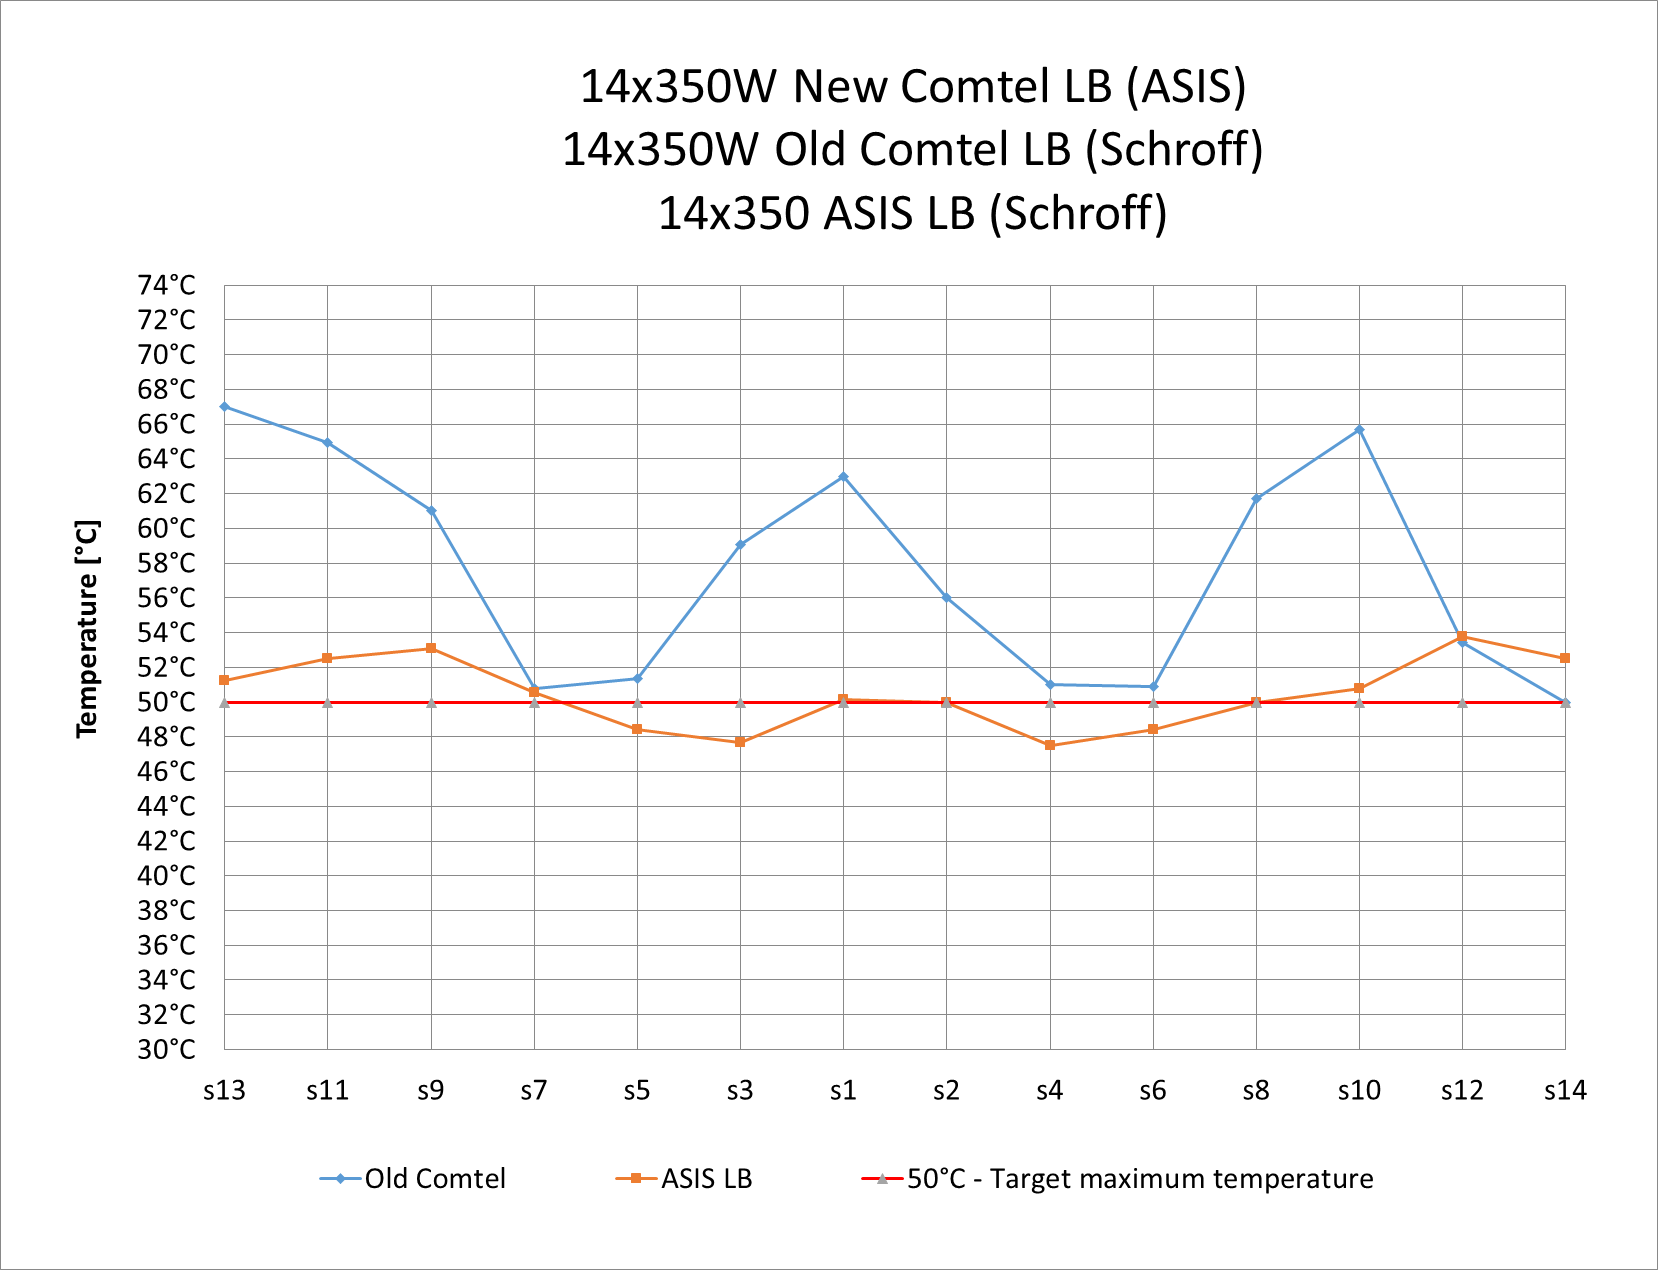 14x350W New Comtel LB (ASIS)
14x350W Old Comtel LB (Schroff)
14x350 ASIS LB (Schroff)
74°C
72°C
70°C
68°C
66°C
64°C
62°C
60°C
58°C
56°C
54°C
52°C
50°C
48°C
46°C
44°C
42°C
40°C
38°C
36°C
34°C
32°C
30°C
Temperature [°C]
s13 s11 s9 s7 s5 s3 s1 s2 s4 s6 s8 s10 s12 s14
Old Comtel ASIS LB 50°C - Target maximum temperature